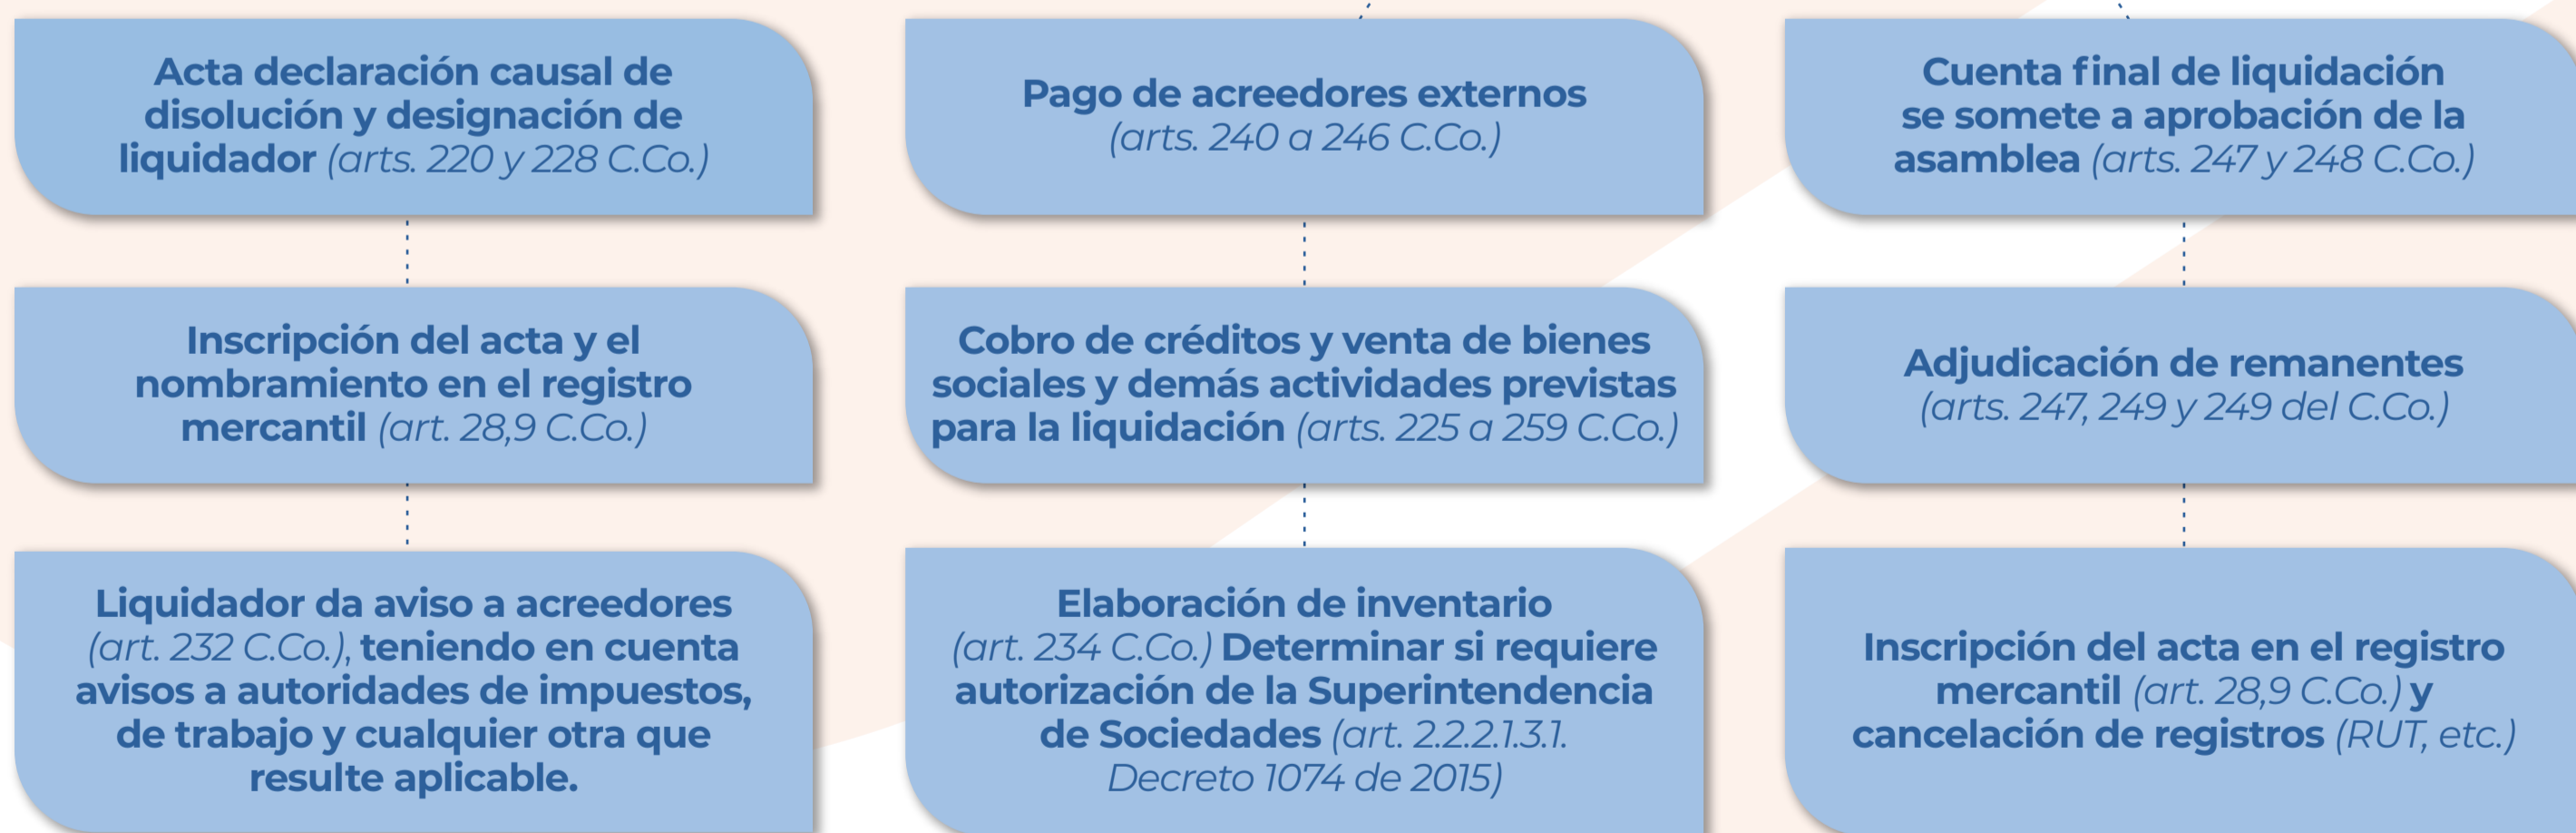 Acta declaración causal de
disolución y designación de
liquidador (arts. 220 y 228 C.Co.)
Inscripción del acta y el
nombramiento en el registro
mercantil (art. 28,9 C.Co.)
Liquidador da aviso a acreedores
(art. 232 C.Co.), teniendo en cuenta
avisos a autoridades de impuestos,
de trabajo y cualquier otra que
resulte aplicable.
Pago de acreedores externos
(arts. 240 a 246 C.Co.)
Cobro de créditos y venta de bienes
sociales y demás actividades previstas
para la liquidación (arts. 225 a 259 C.Co.)
Elaboración de inventario
(art. 234 C.Co.) Determinar si requiere
autorización de la Superintendencia
de Sociedades (art. 2.2.2.1.3.1.
Decreto 1074 de 2015)
Cuenta final de liquidación
se somete a aprobación de la
asamblea (arts. 247 y 248 C.Co.)
Adjudicación de remanentes
(arts. 247, 249 y 249 del C.Co.)
Inscripción del acta en el registro
mercantil (art. 28,9 C.Co.) y
cancelación de registros (RUT, etc.)